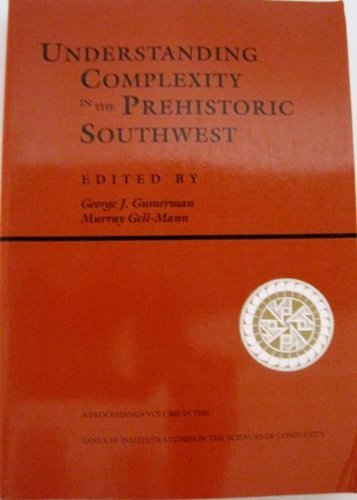 UNDERSTANDING
COMPLEXITY
IN THE PREHISTORIC
SOUTHWEST
EDITED BY
George J. Gumerman
Murray Gell-Mann
A PROCEEDINGS VOLUME IN THE
SANTA FE INSTITUTE STUDIES IN THE SCIENCES OF COMPLEXITY